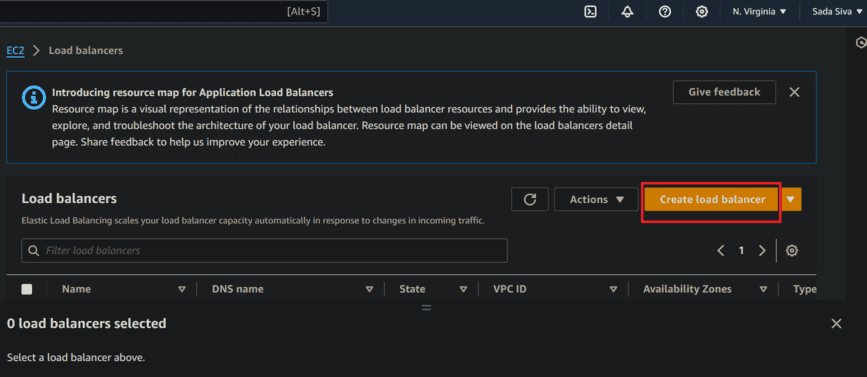 [Alt+S]
N. Virginia
Sada Siva
EC2
Load balancers
Introducing resource map for Application Load Balancers
Resource map is a visual representation of the relationships between load balancer resources and provides the ability to view,
explore, and troubleshoot the architecture of your load balancer. Resource map can be viewed on the load balancers detail
page. Share feedback to help us improve your experience.
Give feedback
Load balancers
Actions
Create load balancer
Elastic Load Balancing scales your load balancer capacity automatically in response to changes in incoming traffic.
Filter load balancers
1
Name
DNS name
State
VPC ID
Availability Zones
Type
0 load balancers selected
Select a load balancer above.